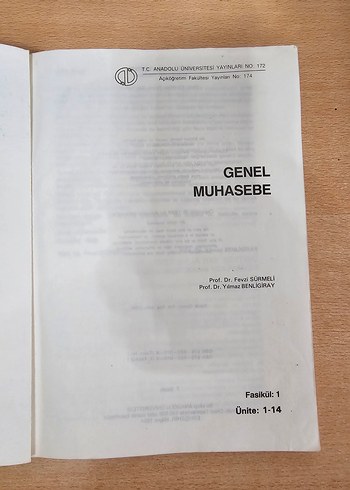 T.C. ANADOLU ÜNİVERSİTESİ YAYINLARI NO. 172
Açıköğretim Fakültesi Yayınları No. 174
GENEL
MUHASEBE
Prof. Dr. Fevzi SÜRMELİ
Prof. Dr. Yılmaz BENLİGİRAY
Fasikül: 1
Ünite: 1-14